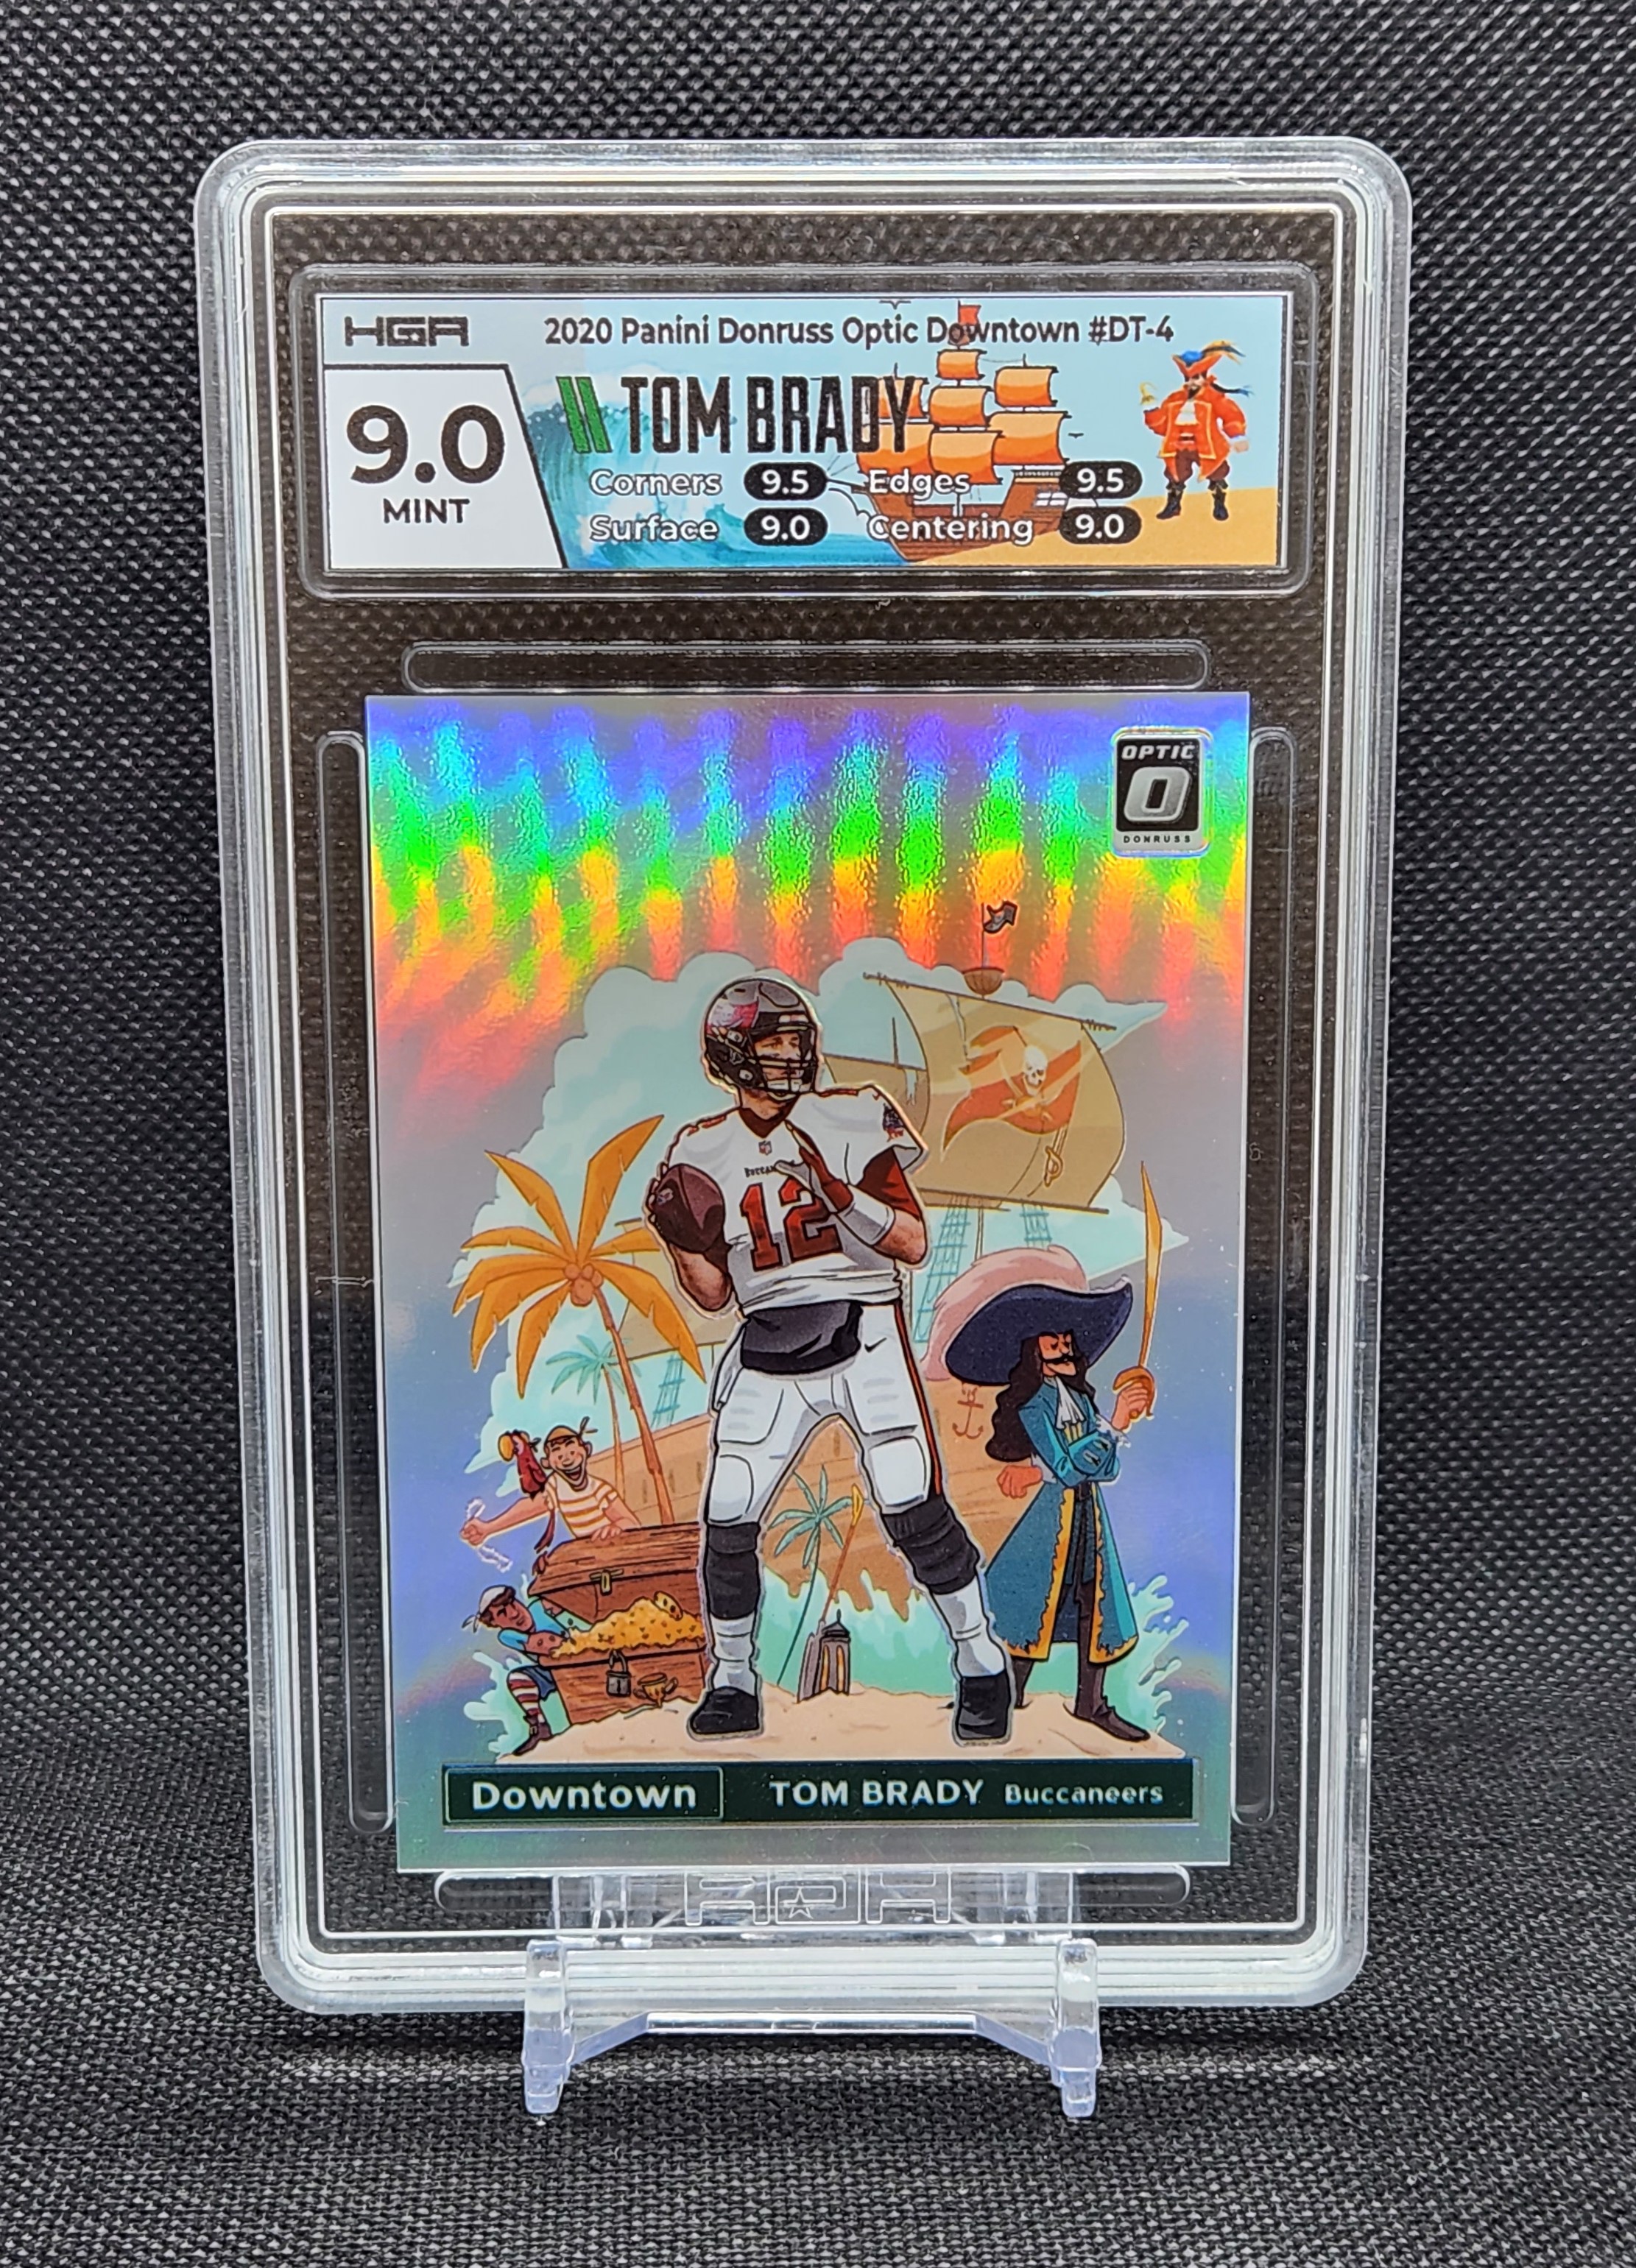 HGA
2020 Panini Donruss Optic Downtown #DT-4
9.0
MINT
TOM BRADY
Corners 9.5 Edges 9.5
Surface 9.0 Centering 9.0
OPTIC
O
DONRUSS
12
Downtown TOM BRADY Buccaneers